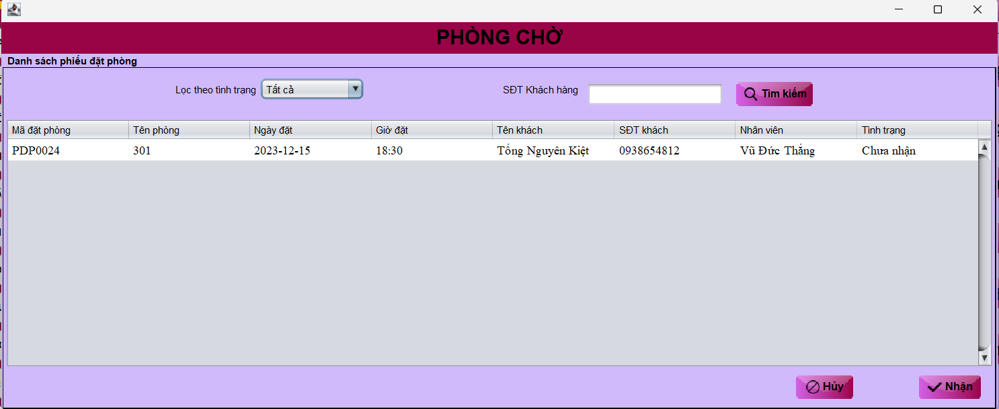 PHÒNG CHỜ
Danh sách phiếu đặt phòng
Lọc theo tình trạng Tất cả SĐT Khách hàng Tìm kiếm
Mã đặt phòng Tên phòng Ngày đặt Giờ đặt Tên khách SĐT khách Nhân viên Tình trạng
PDP0024 301 2023-12-15 18:30 Tống Nguyên Kiệt 0938654812 Vũ Đức Thắng Chưa nhận
Hủy Nhận